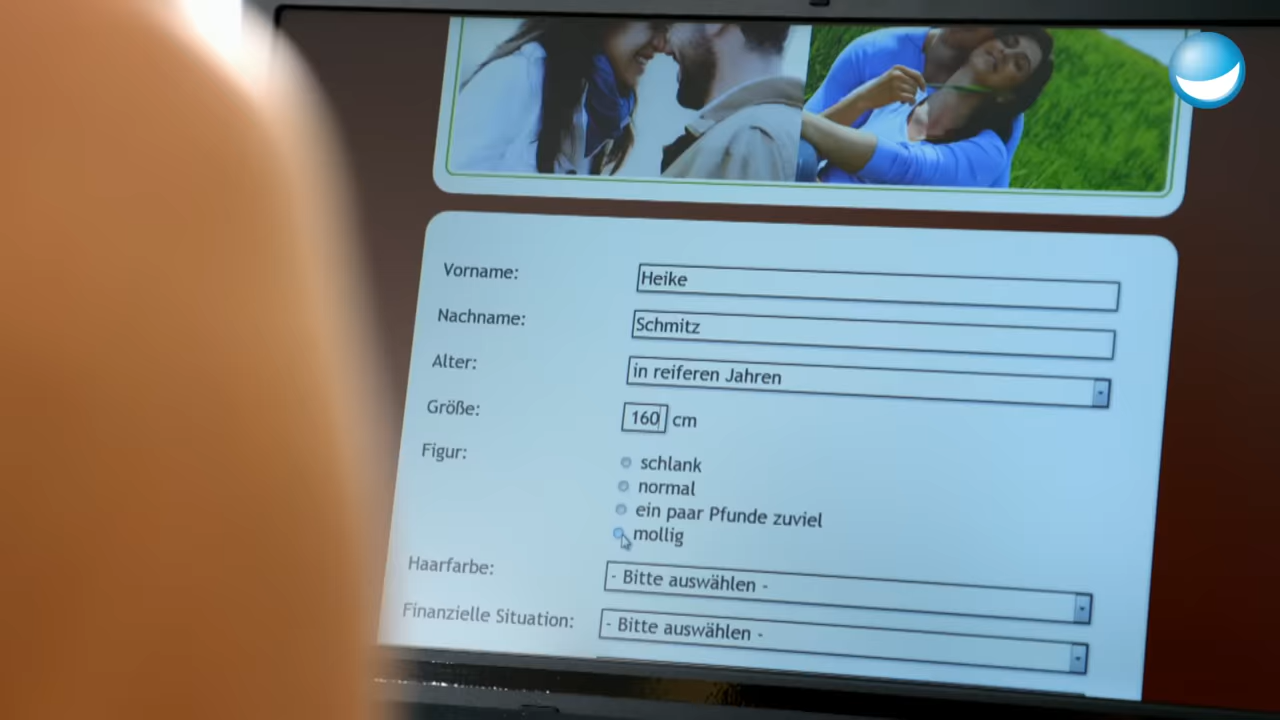 Vorname: Heike
Nachname: Schmitz
Alter: in reiferen Jahren
Größe: 160 cm
Figur: schlank
normal
ein paar Pfunde zuviel
mollig
Haarfarbe: - Bitte auswählen -
Finanzielle Situation: - Bitte auswählen -